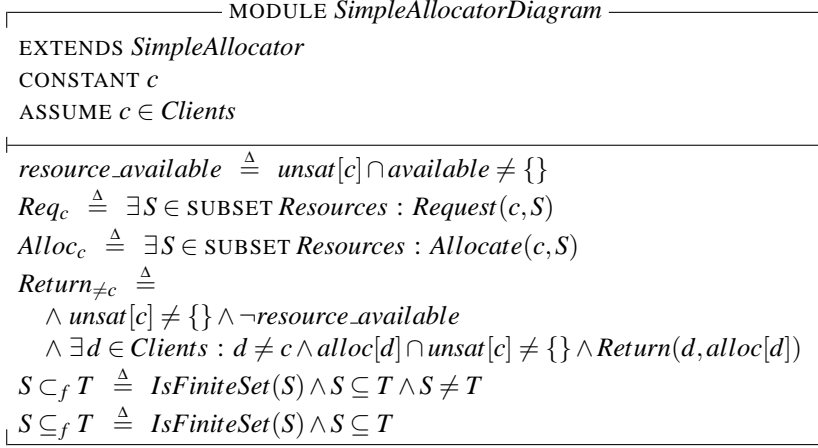 MODULE SimpleAllocatorDiagram
EXTENDS SimpleAllocator
CONSTANT c
ASSUME c ∈ Clients
resource_available ≜ unsat[c] ∩ available ≠ {}
Req_c ≜ ∃ S ∈ SUBSET Resources : Request(c, S)
Alloc_c ≜ ∃ S ∈ SUBSET Resources : Allocate(c, S)
Return_{≠c} ≜
∧ unsat[c] ≠ {} ∧ ¬resource_available
∧ ∃ d ∈ Clients : d ≠ c ∧ alloc[d] ∩ unsat[c] ≠ {} ∧ Return(d, alloc[d])
S ⊂_f T ≜ IsFiniteSet(S) ∧ S ⊆ T ∧ S ≠ T
S ⊆_f T ≜ IsFiniteSet(S) ∧ S ⊆ T